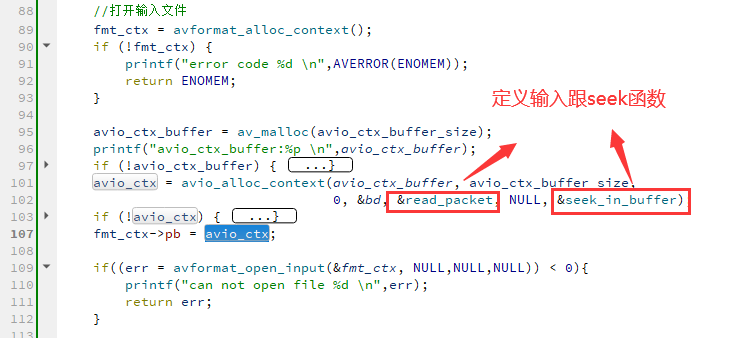 88 //打开输入文件
89 fmt_ctx = avformat_alloc_context();
90 if (!fmt_ctx) {
91 printf("error code %d \n",AVERROR(ENOMEM));
92 return ENOMEM;
93 }
94 定义输入跟seek函数
95 avio_ctx_buffer = av_malloc(avio_ctx_buffer_size);
96 printf("avio_ctx_buffer:%p \n",avio_ctx_buffer);
97 if (!avio_ctx_buffer) { ...}
101 avio_ctx = avio_alloc_context(avio_ctx_buffer, avio_ctx_buffer_size,
102 0, &bd, &read_packet, NULL, &seek_in_buffer)
103 if (!avio_ctx) { ...}
107 fmt_ctx->pb = avio_ctx;
108
109 if((err = avformat_open_input(&fmt_ctx, NULL,NULL,NULL)) < 0){
110 printf("can not open file %d \n",err);
111 return err;
112 }
113